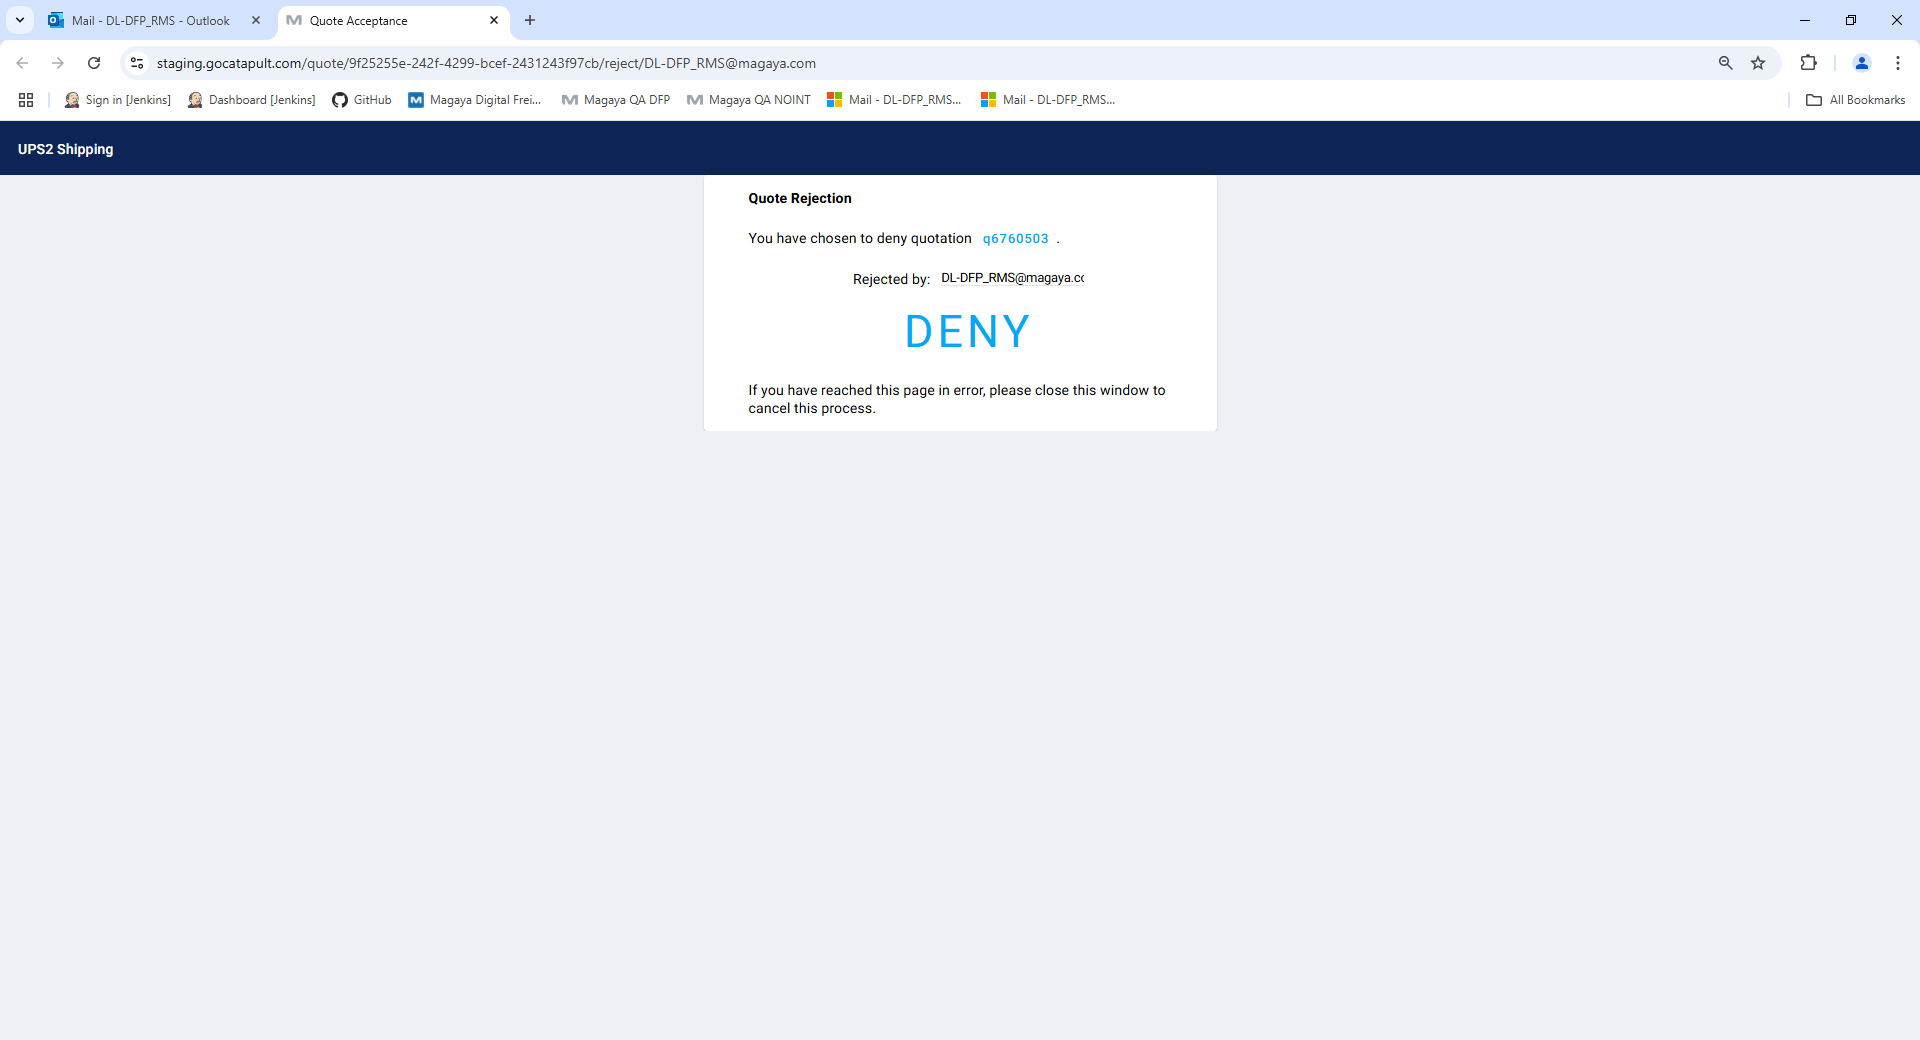 Mail - DL-DFP_RMS - Outlook
Quote Acceptance
staging.gocatapult.com/quote/9f25255e-242f-4299-bcef-2431243f97cb/reject/DL-DFP_RMS@magaya.com
Sign in [Jenkins]
Dashboard [Jenkins]
GitHub
Magaya Digital Frei...
Magaya QA DFP
Magaya QA NOINT
Mail - DL-DFP_RMS...
Mail - DL-DFP_RMS...
All Bookmarks
UPS2 Shipping
Quote Rejection
You have chosen to deny quotation q6760503 .
Rejected by: DL-DFP_RMS@magaya.co
DENY
If you have reached this page in error, please close this window to
cancel this process.